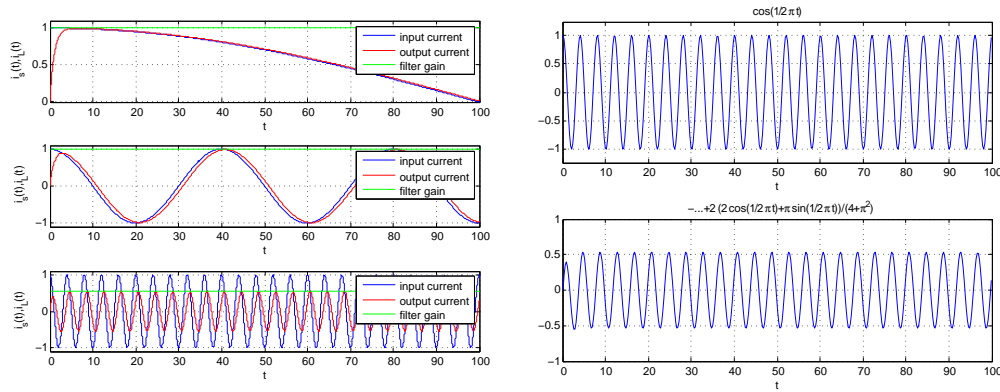 1
0.5
0
i_s(t),i_L(t)
input current
output current
filter gain
0 10 20 30 40 50 60 70 80 90 100
t
1
0
−1
i_s(t),i_L(t)
input current
output current
filter gain
0 10 20 30 40 50 60 70 80 90 100
t
1
0
−1
i_s(t),i_L(t)
input current
output current
filter gain
0 10 20 30 40 50 60 70 80 90 100
t
cos(1/2 π t)
1
0.5
0
−0.5
−1
0 10 20 30 40 50 60 70 80 90 100
t
−...+2 (2 cos(1/2 π t)+π sin(1/2 π t))/(4+π²)
1
0.5
0
−0.5
−1
0 10 20 30 40 50 60 70 80 90 100
t